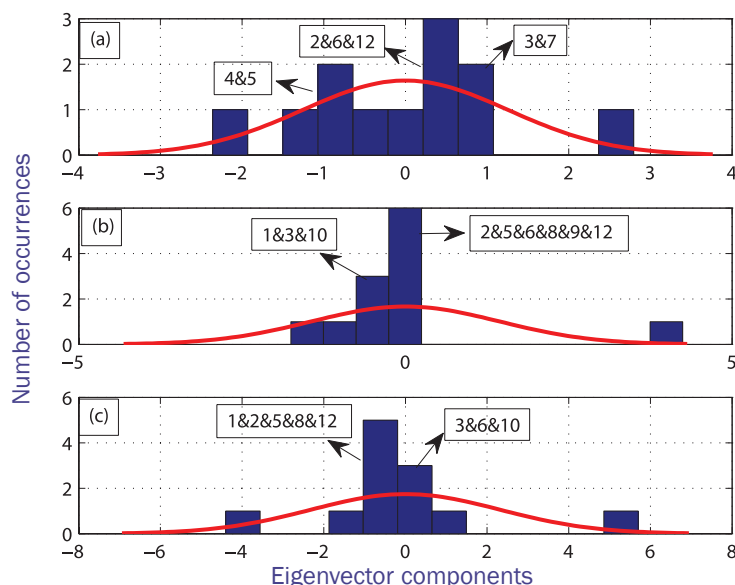 (a)
3
2
1
0
4&5
2&6&12
3&7
−4 −3 −2 −1 0 1 2 3 4
(b)
6
4
2
0
1&3&10
2&5&6&8&9&12
−5 0 5
(c)
6
4
2
0
1&2&5&8&12
3&6&10
−8 −6 −4 −2 0 2 4 6 8
Number of occurrences
Eigenvector components